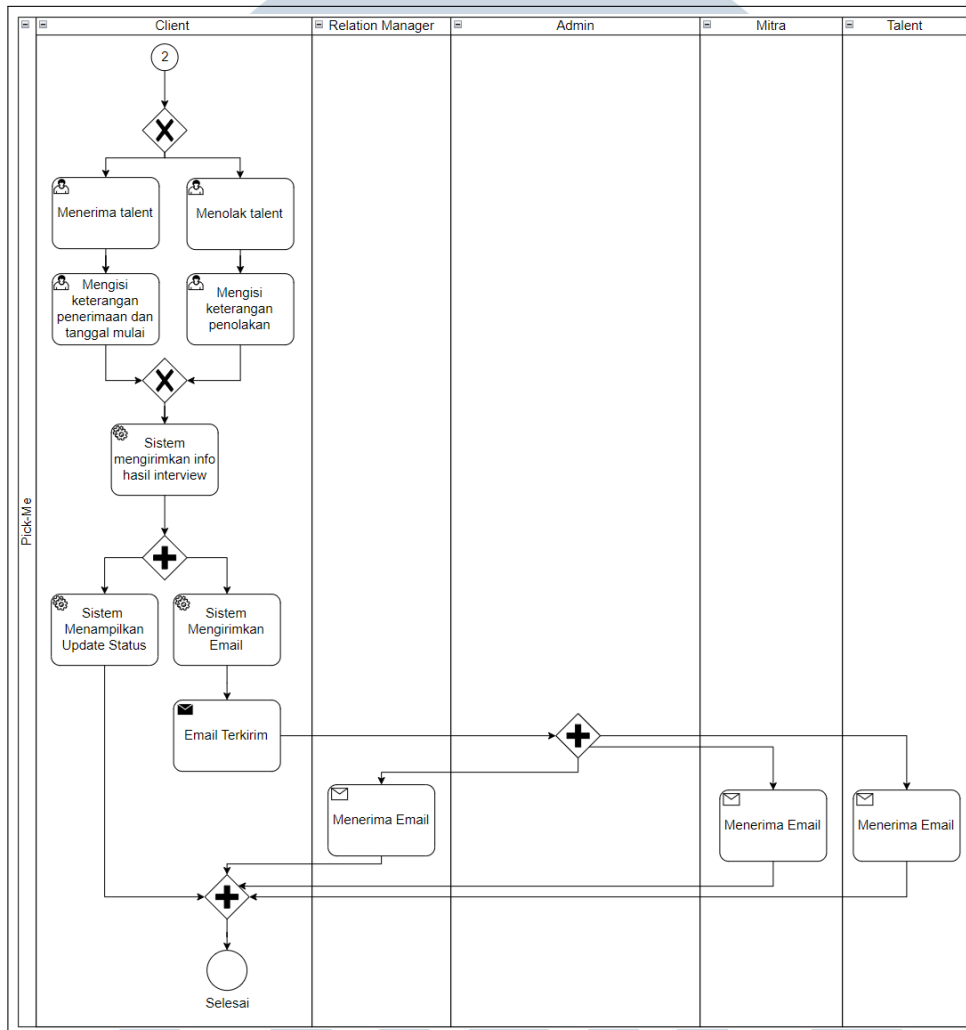 Client
Relation Manager
Admin
Mitra
Talent
Pick-Me
2
Menerima talent
Menolak talent
Mengisi
keterangan
penerimaan dan
tanggal mulai
Mengisi
keterangan
penolakan
Sistem
mengirimkan info
hasil interview
Sistem
Menampilkan
Update Status
Sistem
Mengirimkan
Email
Email Terkirim
Menerima Email
Menerima Email
Menerima Email
Selesai